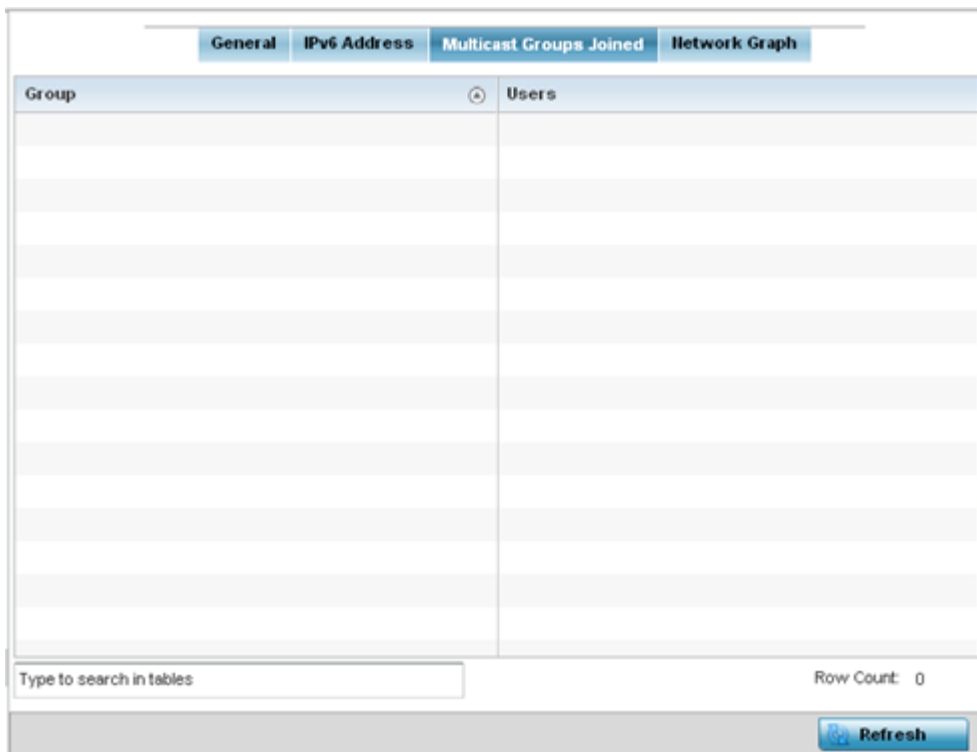 General IPv6 Address Multicast Groups Joined Network Graph
Group Users
Type to search in tables
Row Count: 0
Refresh